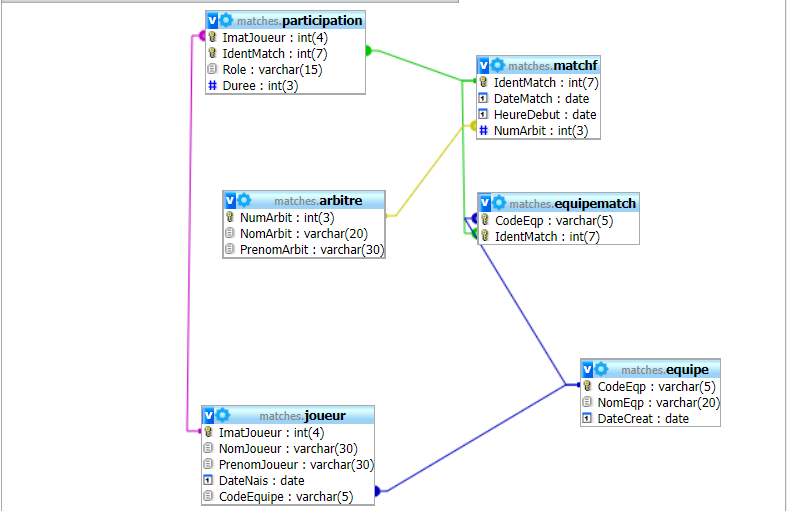 matches.participation
ImatJoueur : int(4)
IdentMatch : int(7)
Role : varchar(15)
# Duree : int(3)
matches.matchf
IdentMatch : int(7)
DateMatch : date
HeureDebut : date
# NumArbit : int(3)
matches.arbitre
NumArbit : int(3)
NomArbit : varchar(20)
PrenomArbit : varchar(30)
matches.equipematch
CodeEqp : varchar(5)
IdentMatch : int(7)
matches.equipe
CodeEqp : varchar(5)
NomEqp : varchar(20)
DateCreat : date
matches.joueur
ImatJoueur : int(4)
NomJoueur : varchar(30)
PrenomJoueur : varchar(30)
DateNais : date
CodeEquipe : varchar(5)